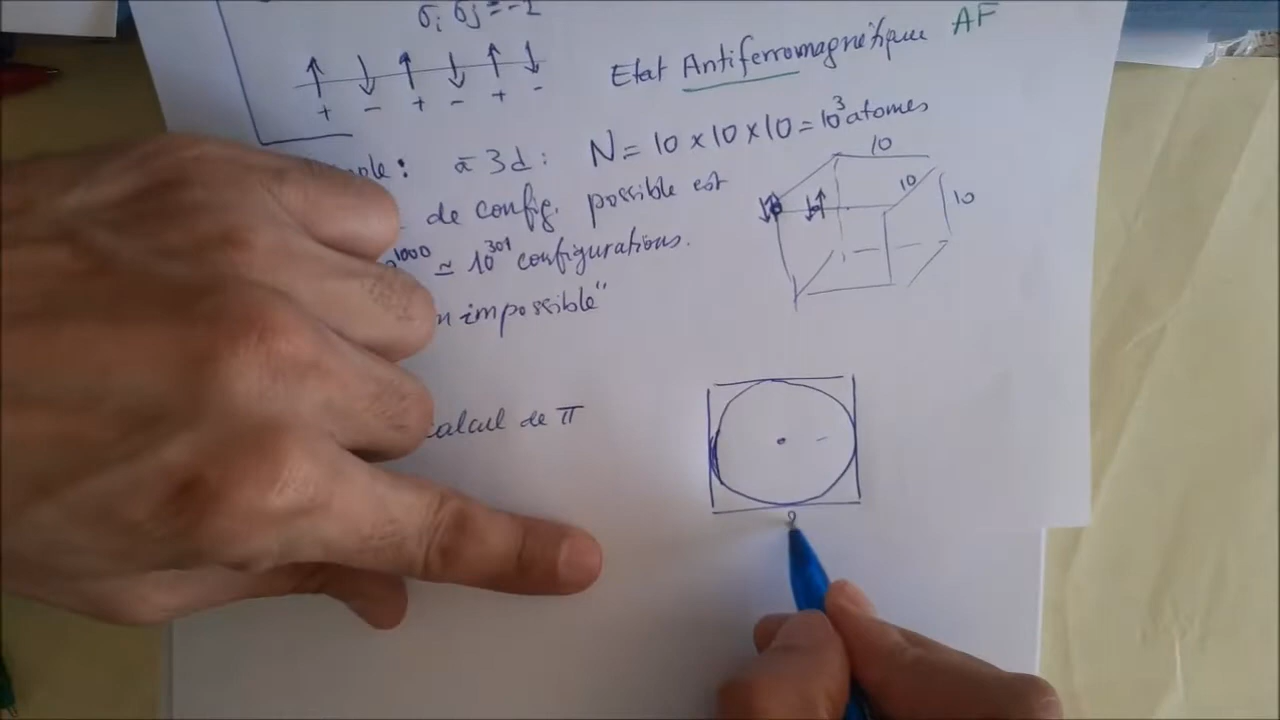 σi σj = -1
+ - + - + -
Etat Antiferromagnétique AF
à 3d : N = 10 × 10 × 10 = 10³ atomes
de config. possible est
1000 ≃ 10³⁰¹ configurations.
impossible"
10
10
10
calcul de π